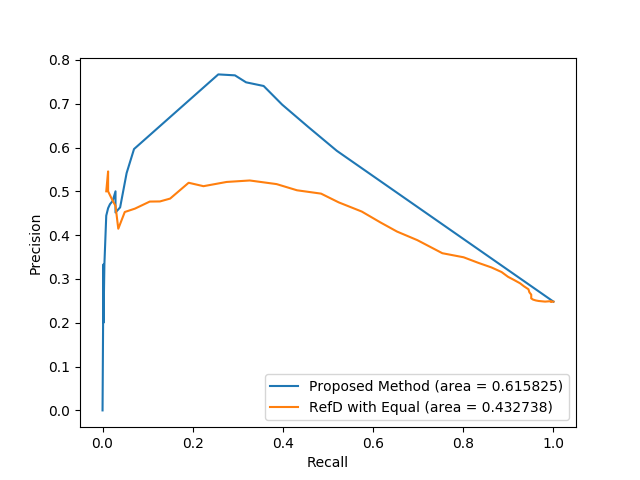 0.8
0.7
0.6
0.5
0.4
0.3
0.2
0.1
0.0
Precision
0.0 0.2 0.4 0.6 0.8 1.0
Recall
Proposed Method (area = 0.615825)
RefD with Equal (area = 0.432738)